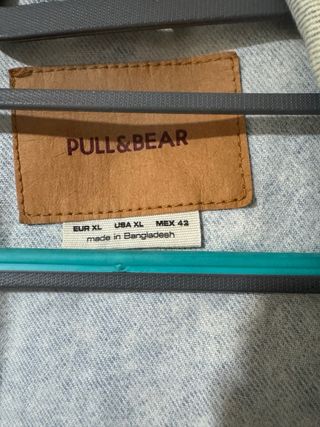 PULL&BEAR
EUR XL USA XL MEX 42
made in Bangladesh